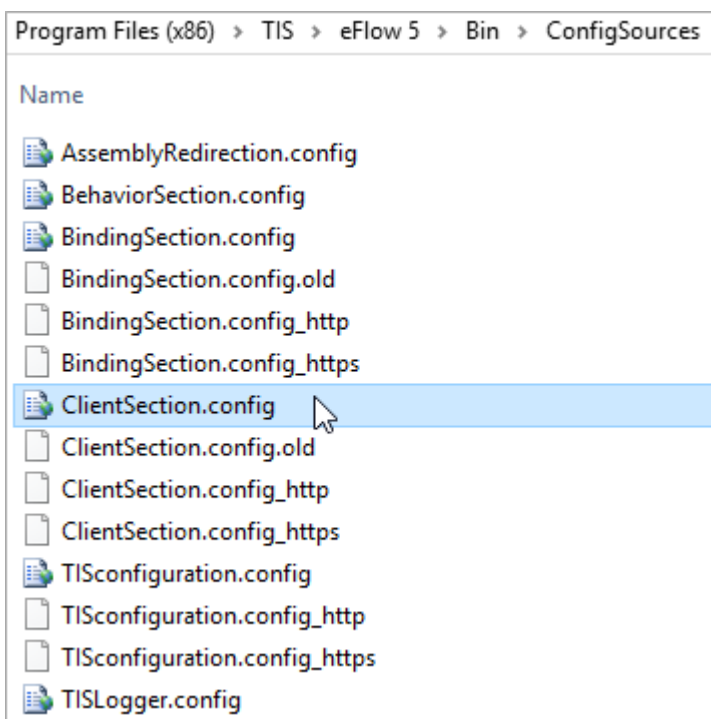 Program Files (x86) > TIS > eFlow 5 > Bin > ConfigSources
Name
AssemblyRedirection.config
BehaviorSection.config
BindingSection.config
BindingSection.config.old
BindingSection.config_http
BindingSection.config_https
ClientSection.config
ClientSection.config.old
ClientSection.config_http
ClientSection.config_https
TISconfiguration.config
TISconfiguration.config_http
TISconfiguration.config_https
TISLogger.config